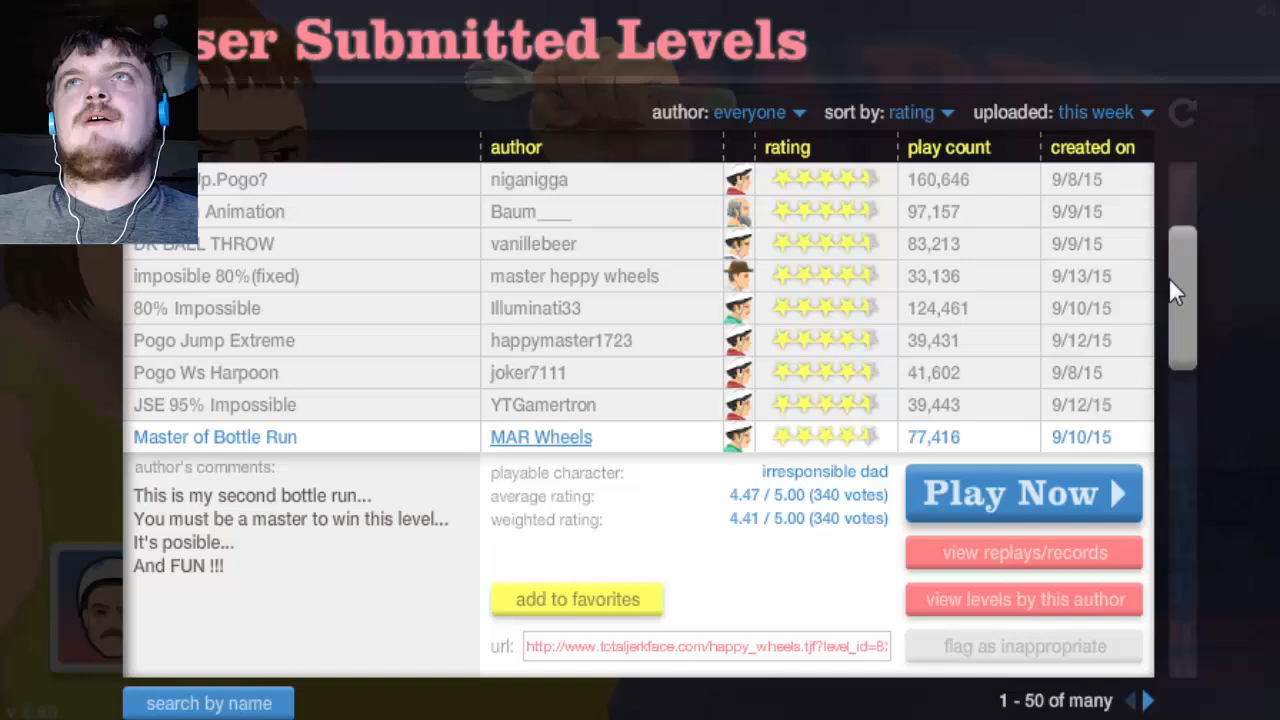 ser Submitted Levels
author: everyone sort by: rating uploaded: this week
author rating play count created on
Up.Pogo? niganigga 160,646 9/8/15
Animation Baum____ 97,157 9/9/15
DK BALL THROW vanillebeer 83,213 9/9/15
imposible 80%(fixed) master heppy wheels 33,136 9/13/15
80% Impossible Illuminati33 124,461 9/10/15
Pogo Jump Extreme happymaster1723 39,431 9/12/15
Pogo Ws Harpoon joker7111 41,602 9/8/15
JSE 95% Impossible YTGamertron 39,443 9/12/15
Master of Bottle Run MAR Wheels 77,416 9/10/15
author's comments:
This is my second bottle run...
You must be a master to win this level...
It's posible...
And FUN !!!
playable character: irresponsible dad
average rating: 4.47 / 5.00 (340 votes)
weighted rating: 4.41 / 5.00 (340 votes)
add to favorites
url: http://www.totaljerkface.com/happy_wheels.tjf?level_id=8
Play Now
view replays/records
view levels by this author
flag as inappropriate
search by name
1 - 50 of many